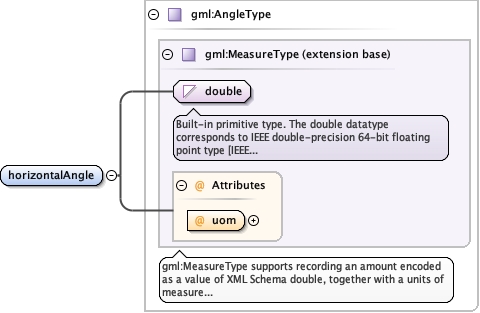 gml:AngleType
gml:MeasureType (extension base)
double
Built-in primitive type. The double datatype
corresponds to IEEE double-precision 64-bit floating
point type [IEEE...
horizontalAngle
@ Attributes
@ uom
gml:MeasureType supports recording an amount encoded
as a value of XML Schema double, together with a units of
measure...